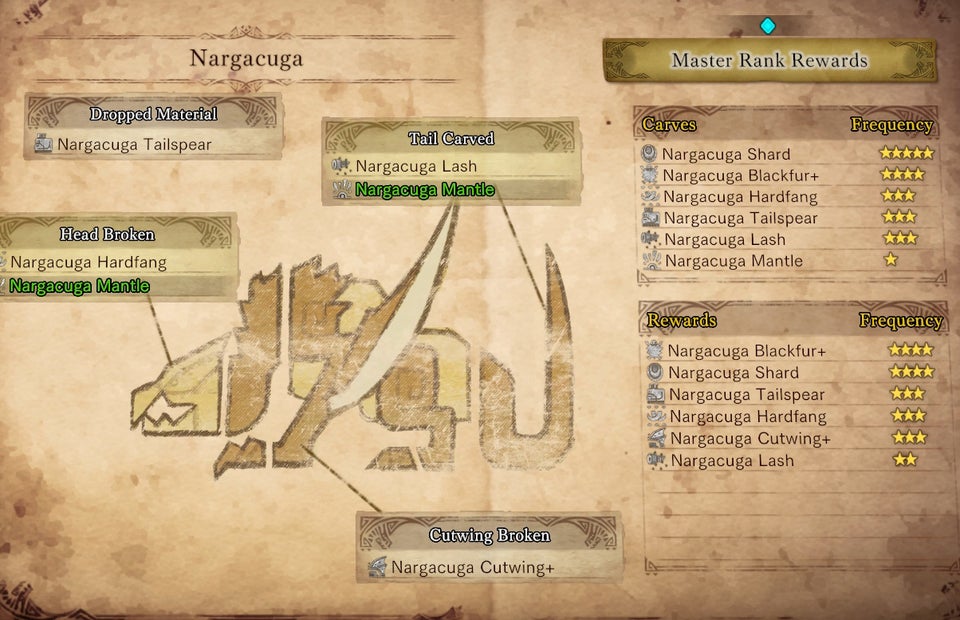 Nargacuga
Master Rank Rewards
Dropped Material
Nargacuga Tailspear
Tail Carved
Nargacuga Lash
Nargacuga Mantle
Head Broken
Nargacuga Hardfang
Nargacuga Mantle
Cutwing Broken
Nargacuga Cutwing+
Carves Frequency
Nargacuga Shard
Nargacuga Blackfur+
Nargacuga Hardfang
Nargacuga Tailspear
Nargacuga Lash
Nargacuga Mantle
Rewards Frequency
Nargacuga Blackfur+
Nargacuga Shard
Nargacuga Tailspear
Nargacuga Hardfang
Nargacuga Cutwing+
Nargacuga Lash